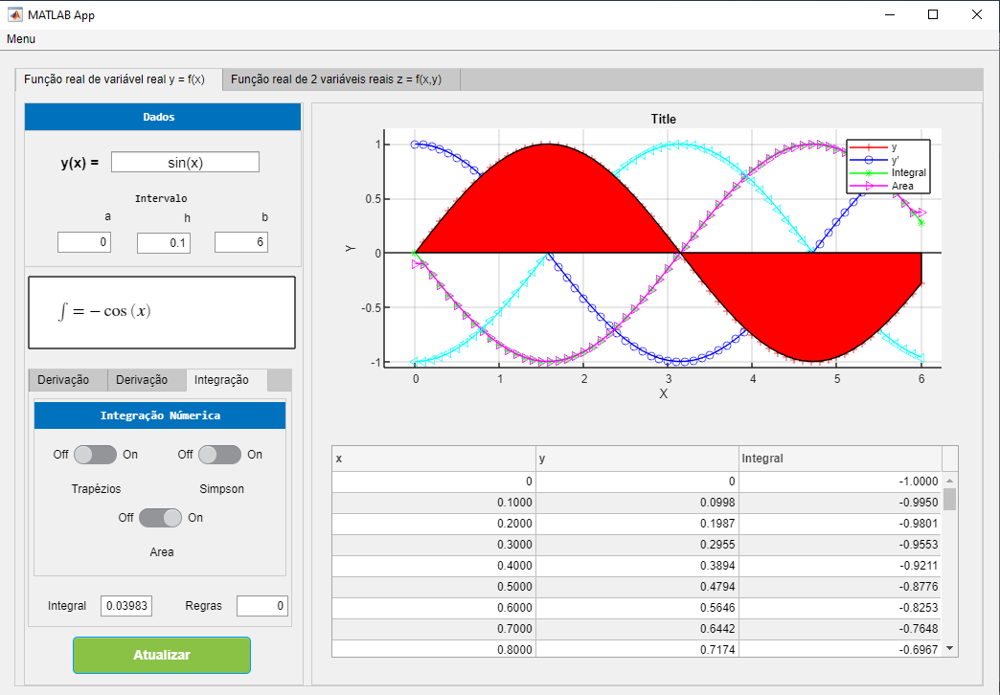 MATLAB App
Menu
Função real de variável real y = f(x)
Função real de 2 variáveis reais z = f(x,y)
Dados
y(x) =
sin(x)
Intervalo
a
h
b
0
0.1
6
∫ = − cos (x)
Derivação
Derivação
Integração
Integração Númerica
Off
On
Off
On
Trapézios
Simpson
Off
On
Area
Integral
0.03983
Regras
0
Atualizar
Title
1
0.5
0
-0.5
-1
Y
0 1 2 3 4 5 6
X
y
y'
Integral
Area
x y Integral
0 0 -1.0000
0.1000 0.0998 -0.9950
0.2000 0.1987 -0.9801
0.3000 0.2955 -0.9553
0.4000 0.3894 -0.9211
0.5000 0.4794 -0.8776
0.6000 0.5646 -0.8253
0.7000 0.6442 -0.7648
0.8000 0.7174 -0.6967